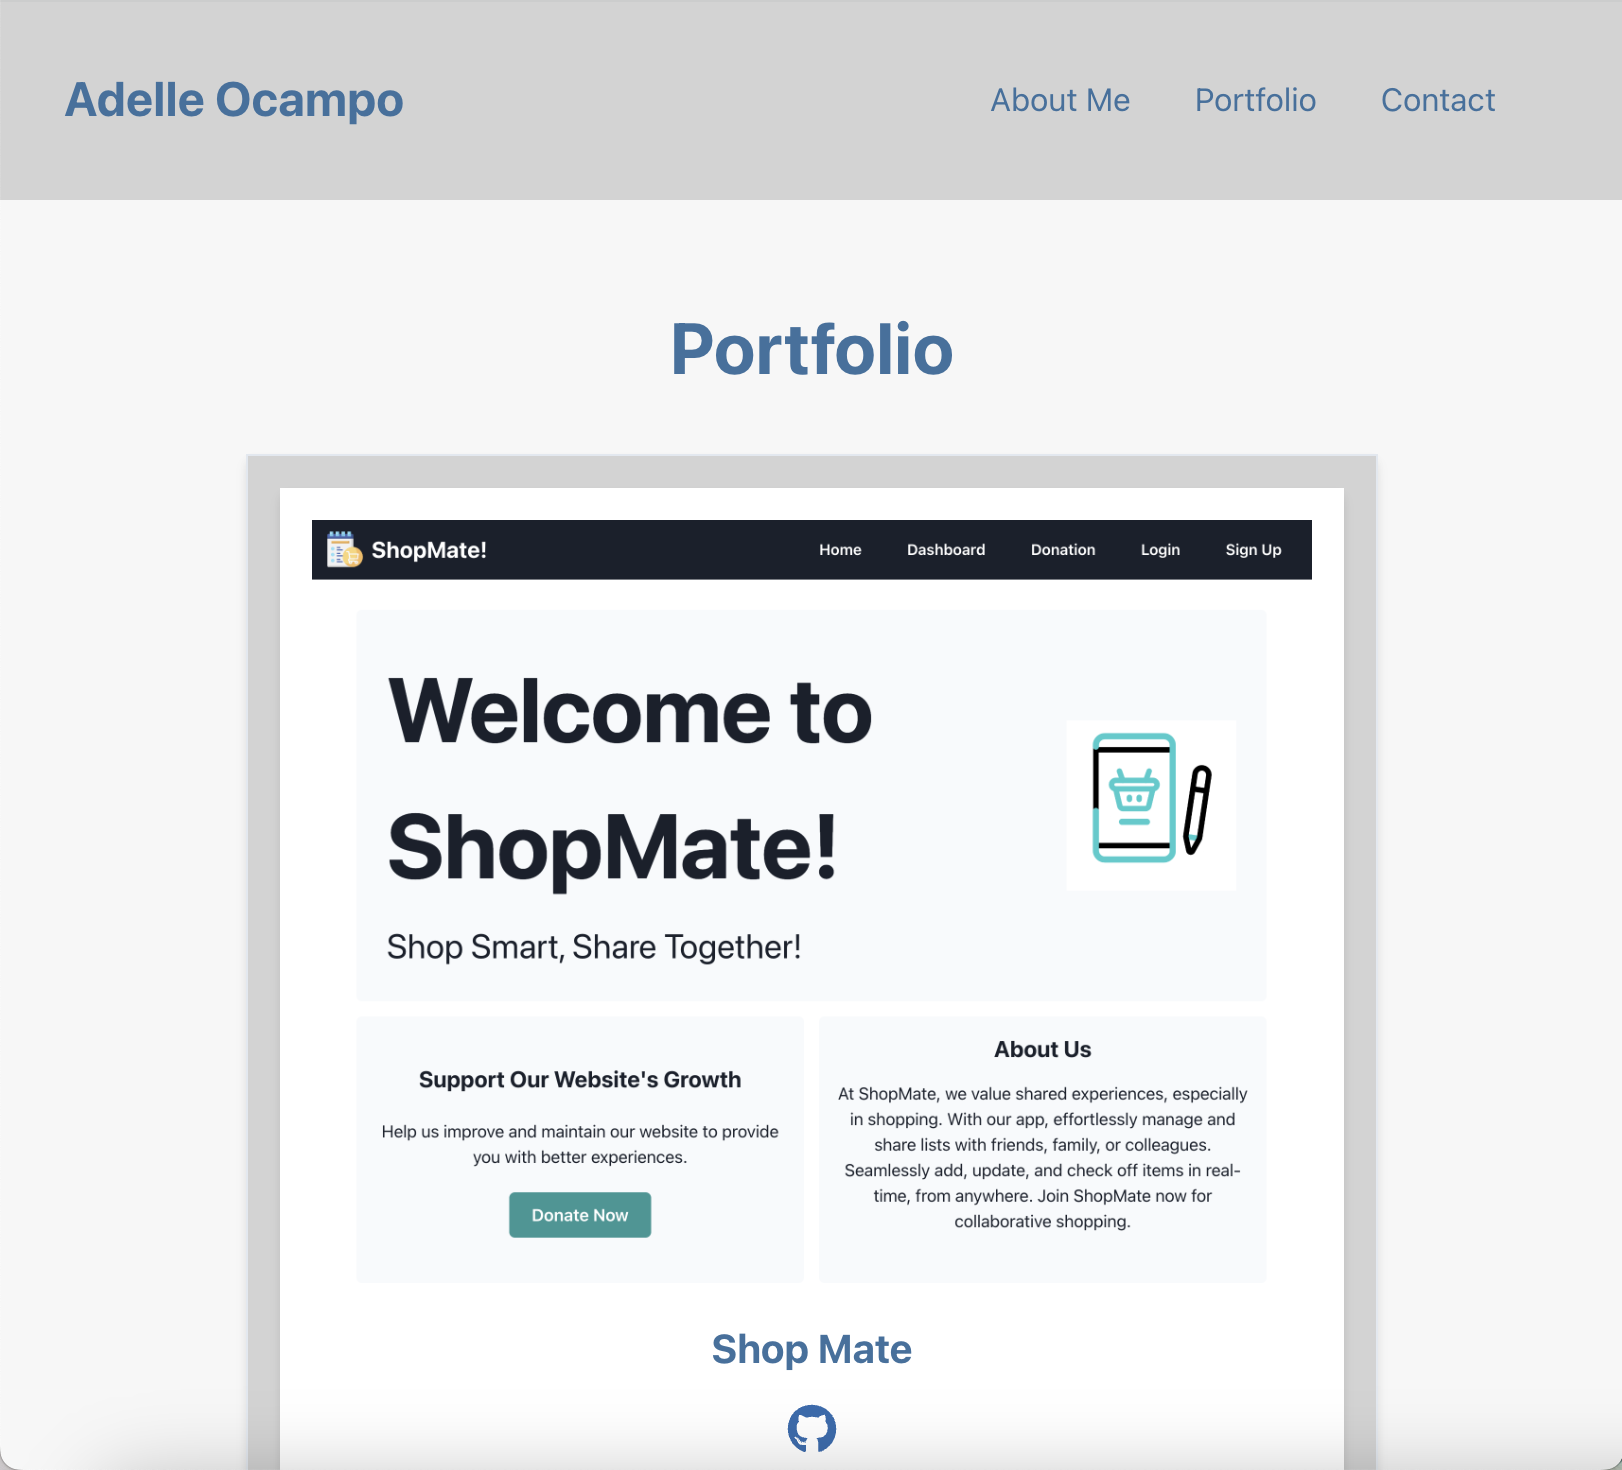 Adelle Ocampo
About Me Portfolio Contact
Portfolio
ShopMate!
Home Dashboard Donation Login Sign Up
Welcome to
ShopMate!
Shop Smart, Share Together!
Support Our Website's Growth
Help us improve and maintain our website to provide
you with better experiences.
Donate Now
About Us
At ShopMate, we value shared experiences, especially
in shopping. With our app, effortlessly manage and
share lists with friends, family, or colleagues.
Seamlessly add, update, and check off items in real-
time, from anywhere. Join ShopMate now for
collaborative shopping.
Shop Mate